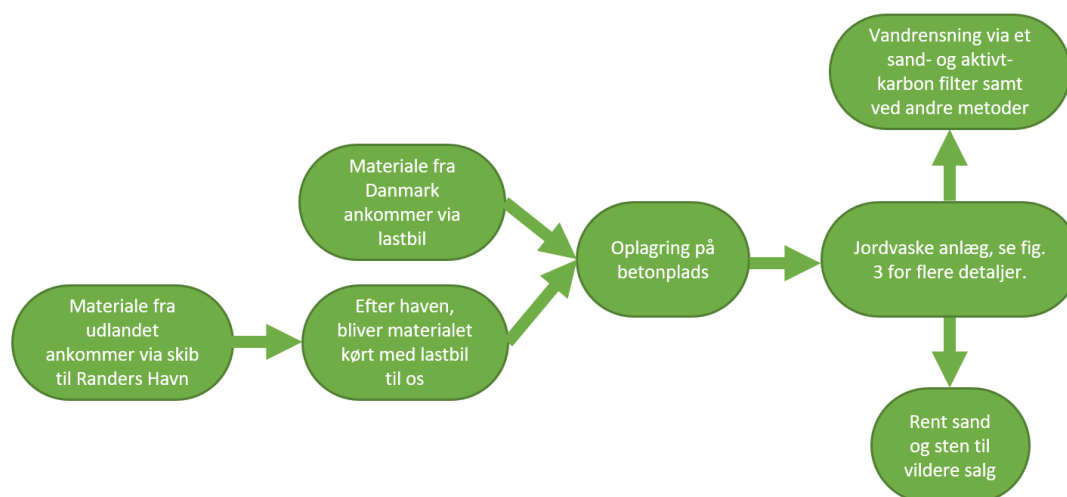 Materiale fra
udlandet
ankommer via skib
til Randers Havn
Efter haven,
bliver materialet
kørt med lastbil
til os
Materiale fra
Danmark
ankommer via
lastbil
Oplagring på
betonplads
Jordvaske anlæg, se fig.
3 for flere detaljer.
Vandrensning via et
sand- og aktivt-
karbon filter samt
ved andre metoder
Rent sand
og sten til
vildere salg